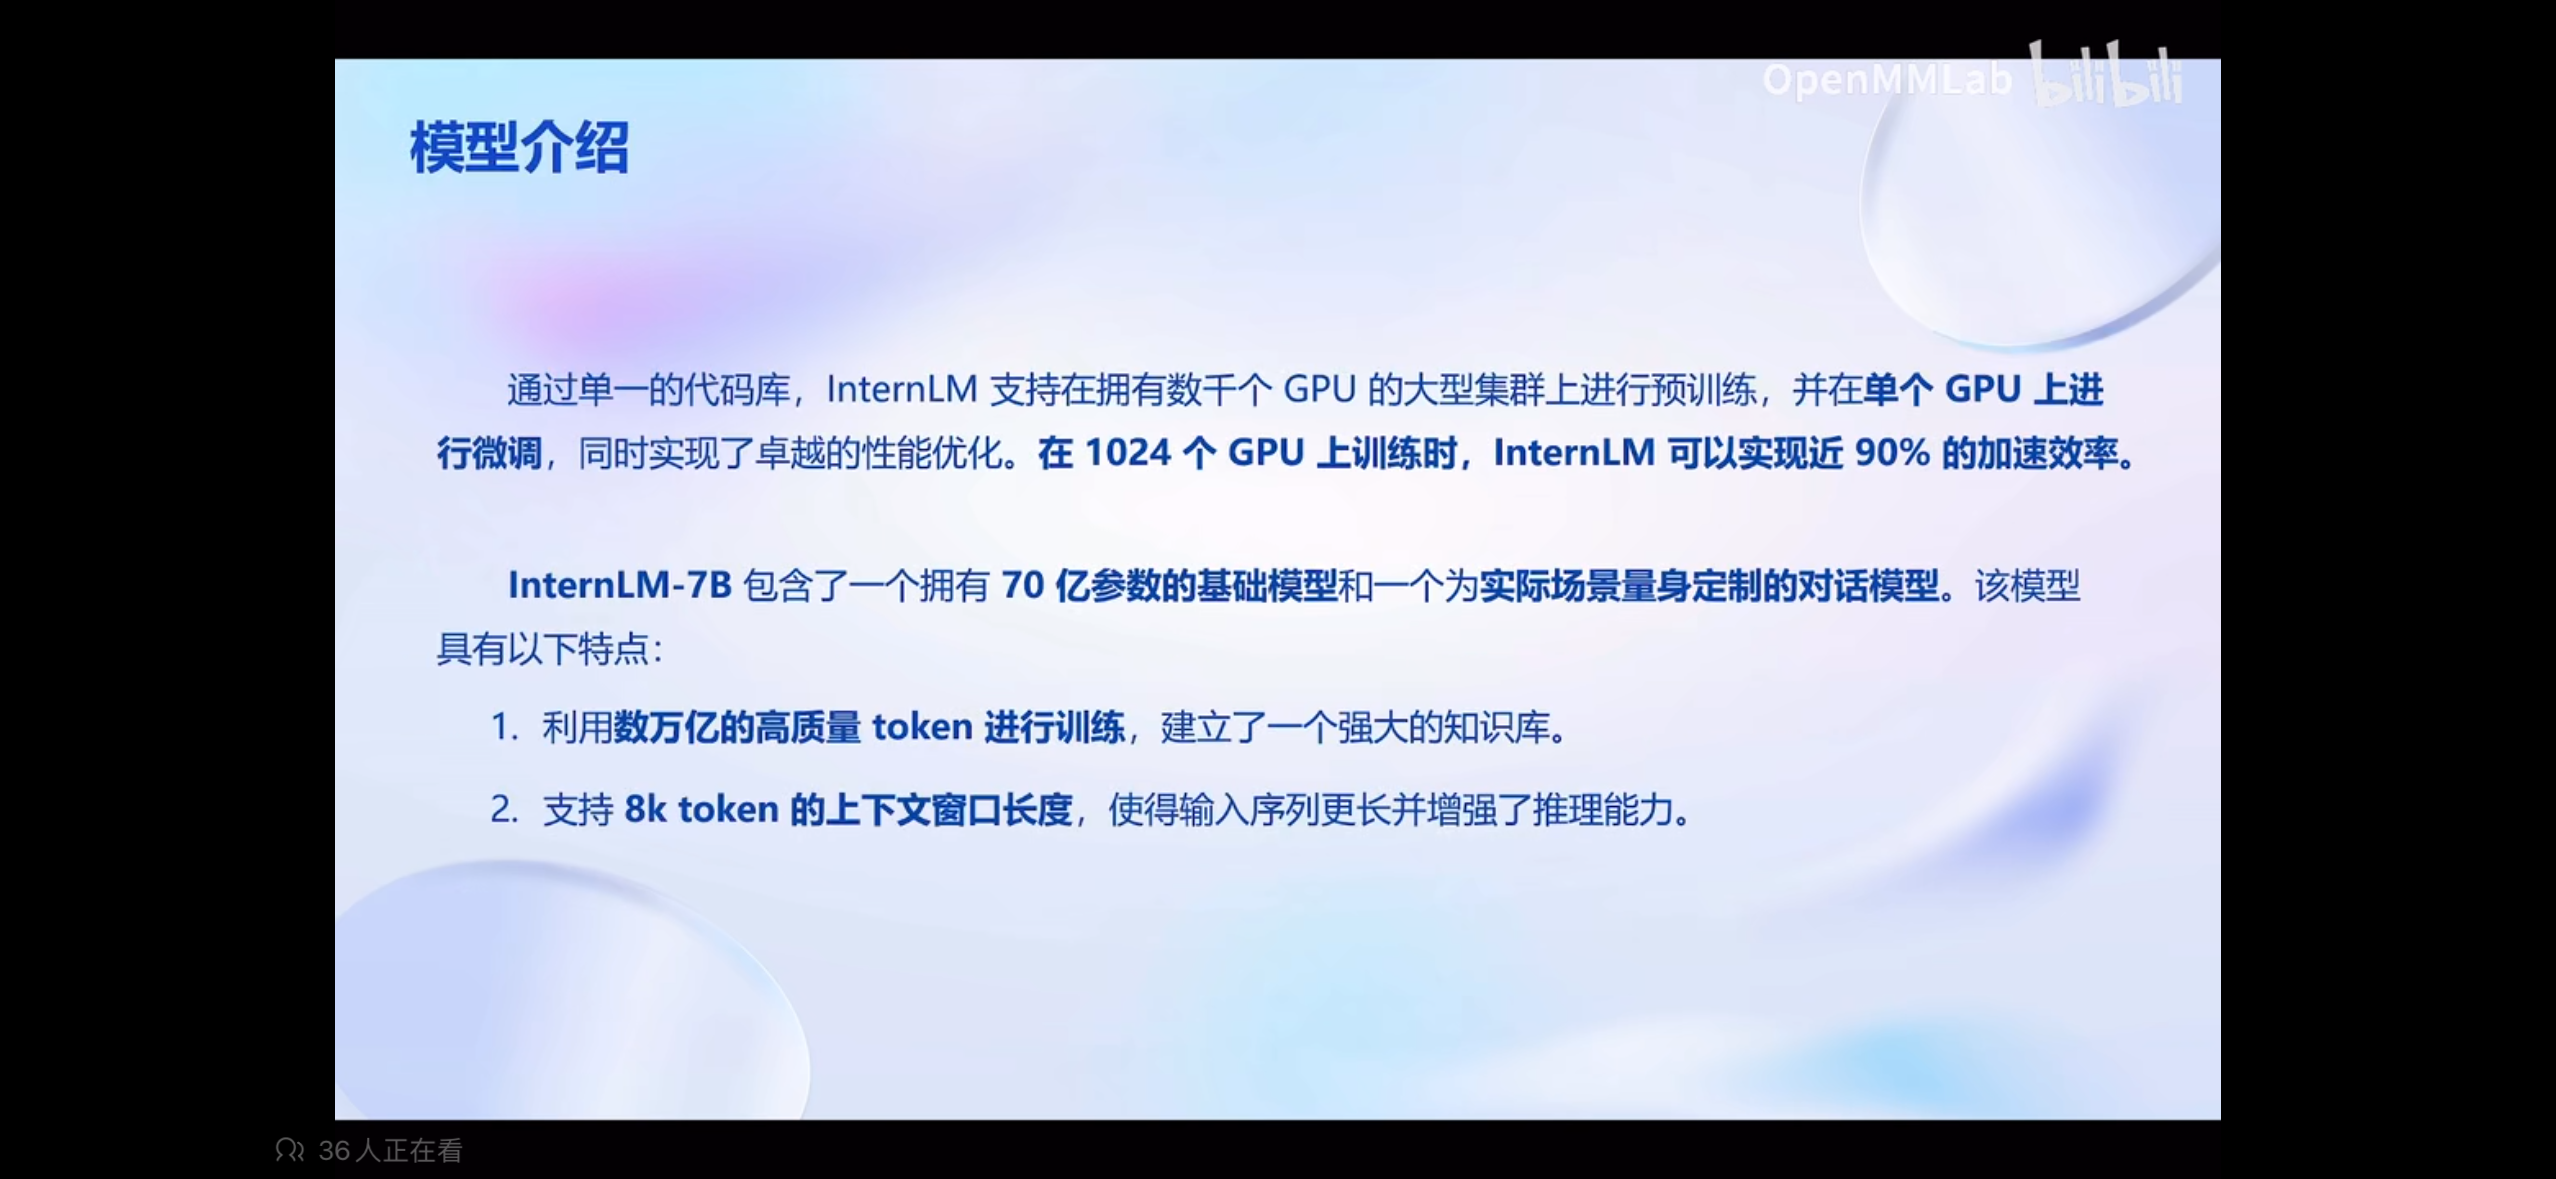 OpenMMLab bilibili
模型介绍
通过单一的代码库，InternLM 支持在拥有数千个 GPU 的大型集群上进行预训练，并在单个 GPU 上进
行微调，同时实现了卓越的性能优化。在 1024 个 GPU 上训练时，InternLM 可以实现近 90% 的加速效率。
InternLM-7B 包含了一个拥有 70 亿参数的基础模型和一个为实际场景量身定制的对话模型。该模型
具有以下特点：
1. 利用数万亿的高质量 token 进行训练，建立了一个强大的知识库。
2. 支持 8k token 的上下文窗口长度，使得输入序列更长并增强了推理能力。
36人正在看